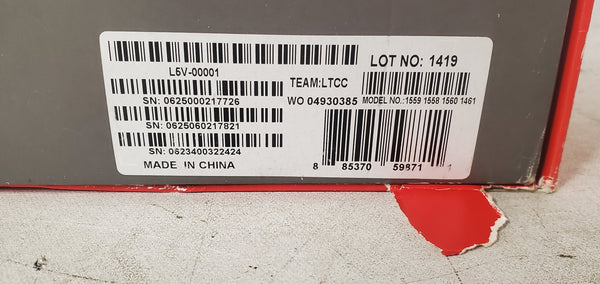 L5V-00001
SN: 0625000217726
SN: 0625060217821
SN: 0623400322424
MADE IN CHINA
LOT NO: 1419
TEAM:LTCC
WO 04930385
MODEL NO.:1559 1558 1560 1461
8 85370 59871 1